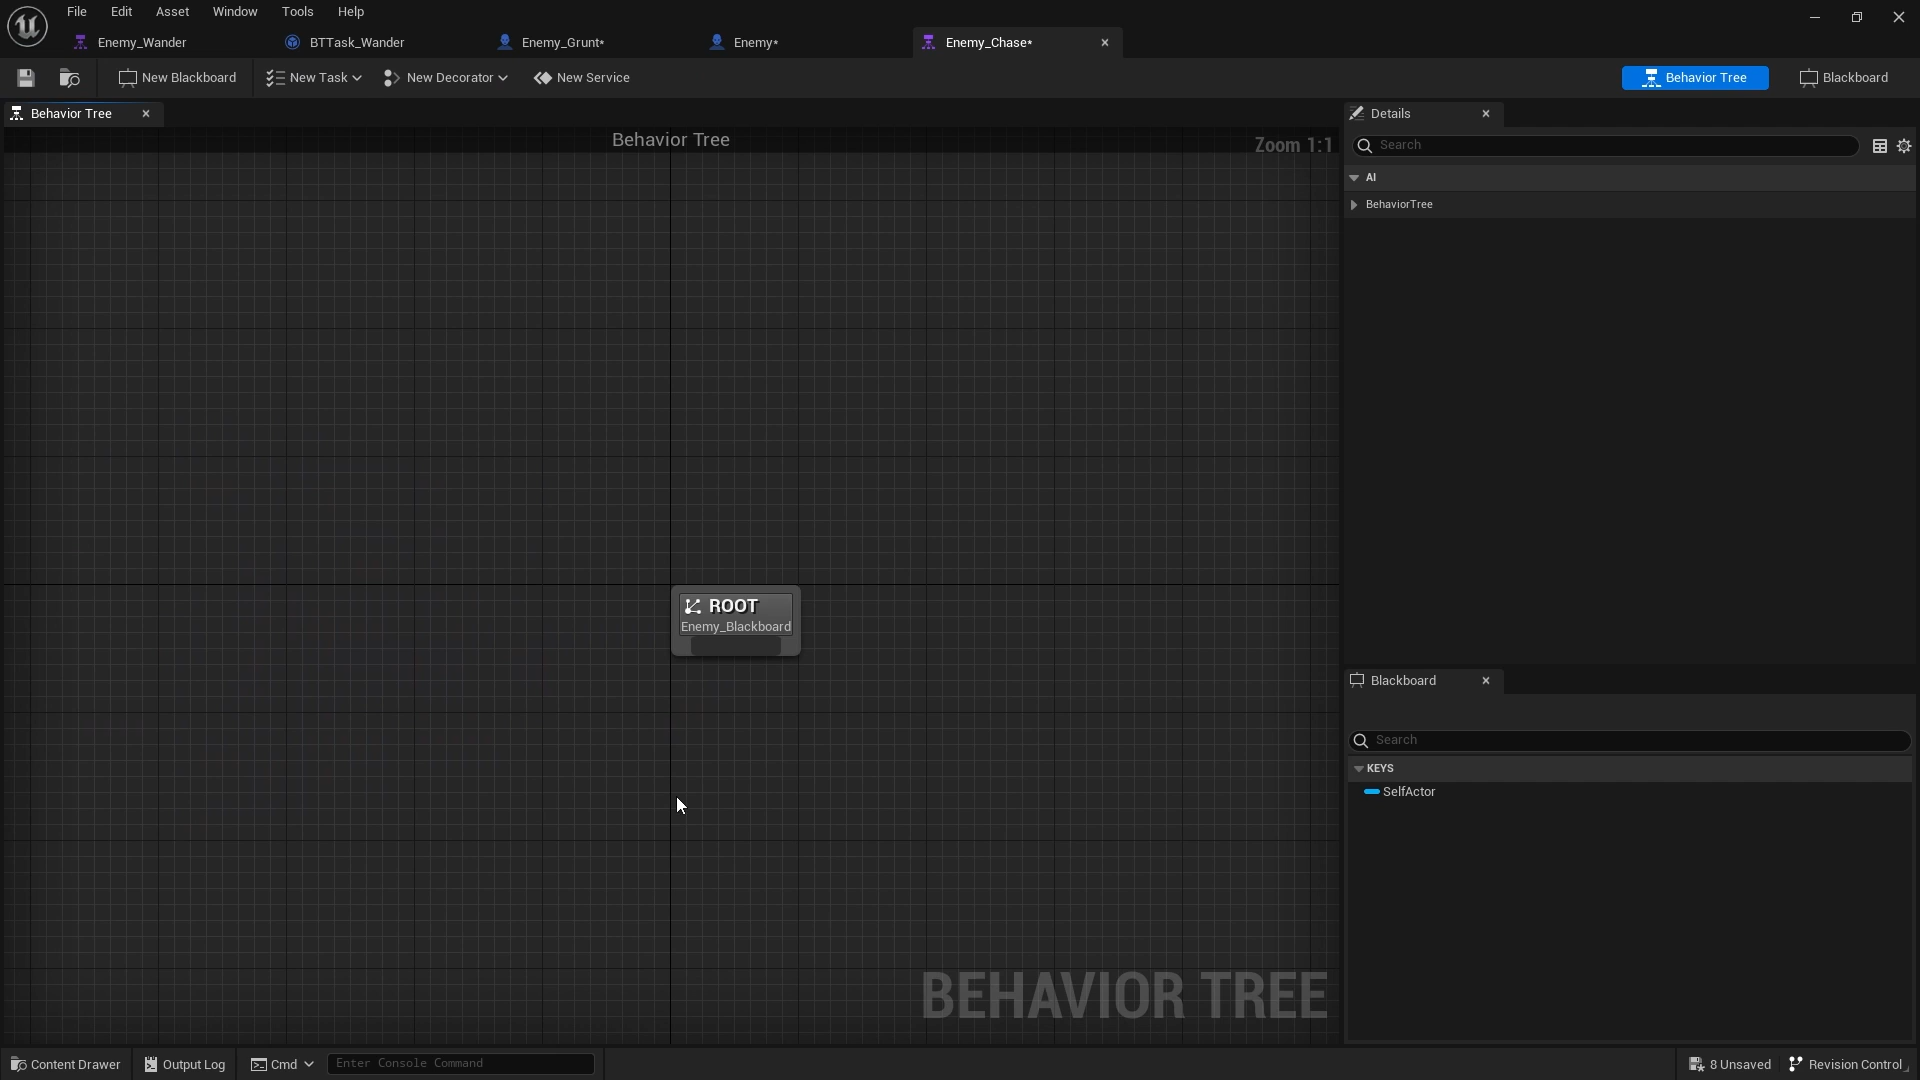 File Edit Asset Window Tools Help
Enemy_Wander BTTask_Wander Enemy_Grunt* Enemy* Enemy_Chase*
New Blackboard New Task New Decorator New Service Behavior Tree Blackboard
Behavior Tree Details
Behavior Tree
Zoom 1:1
Search
AI
BehaviorTree
ROOT
Enemy_Blackboard
Blackboard
Search
KEYS
SelfActor
BEHAVIOR TREE
Content Drawer Output Log Cmd Enter Console Command 8 Unsaved Revision Control